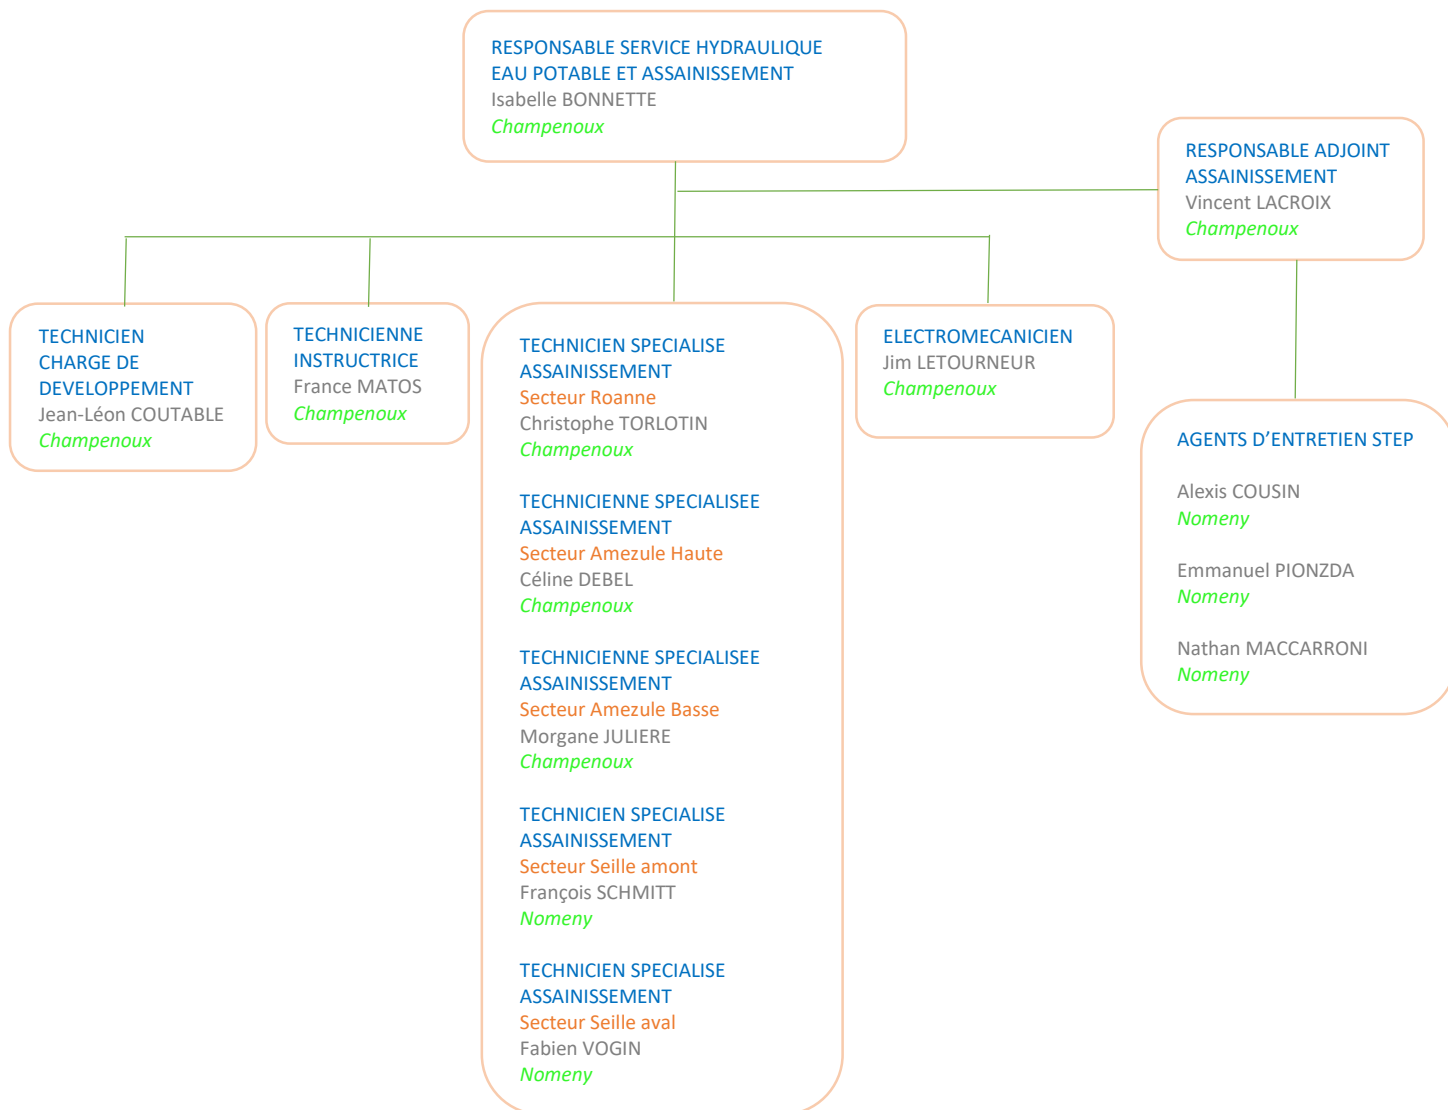 RESPONSABLE SERVICE HYDRAULIQUE
EAU POTABLE ET ASSAINISSEMENT
Isabelle BONNETTE
Champenoux
RESPONSABLE ADJOINT
ASSAINISSEMENT
Vincent LACROIX
Champenoux
TECHNICIEN
CHARGE DE
DEVELOPPEMENT
Jean-Léon COUTABLE
Champenoux
TECHNICIENNE
INSTRUCTRICE
France MATOS
Champenoux
TECHNICIEN SPECIALISE
ASSAINISSEMENT
Secteur Roanne
Christophe TORLOTIN
Champenoux
TECHNICIENNE SPECIALISEE
ASSAINISSEMENT
Secteur Amezule Haute
Céline DEBEL
Champenoux
TECHNICIENNE SPECIALISEE
ASSAINISSEMENT
Secteur Amezule Basse
Morgane JULIERE
Champenoux
TECHNICIEN SPECIALISE
ASSAINISSEMENT
Secteur Seille amont
François SCHMITT
Nomeny
TECHNICIEN SPECIALISE
ASSAINISSEMENT
Secteur Seille aval
Fabien VOGIN
Nomeny
ELECTROMECANICIEN
Jim LETOURNEUR
Champenoux
AGENTS D’ENTRETIEN STEP
Alexis COUSIN
Nomeny
Emmanuel PIONZDA
Nomeny
Nathan MACCARRONI
Nomeny